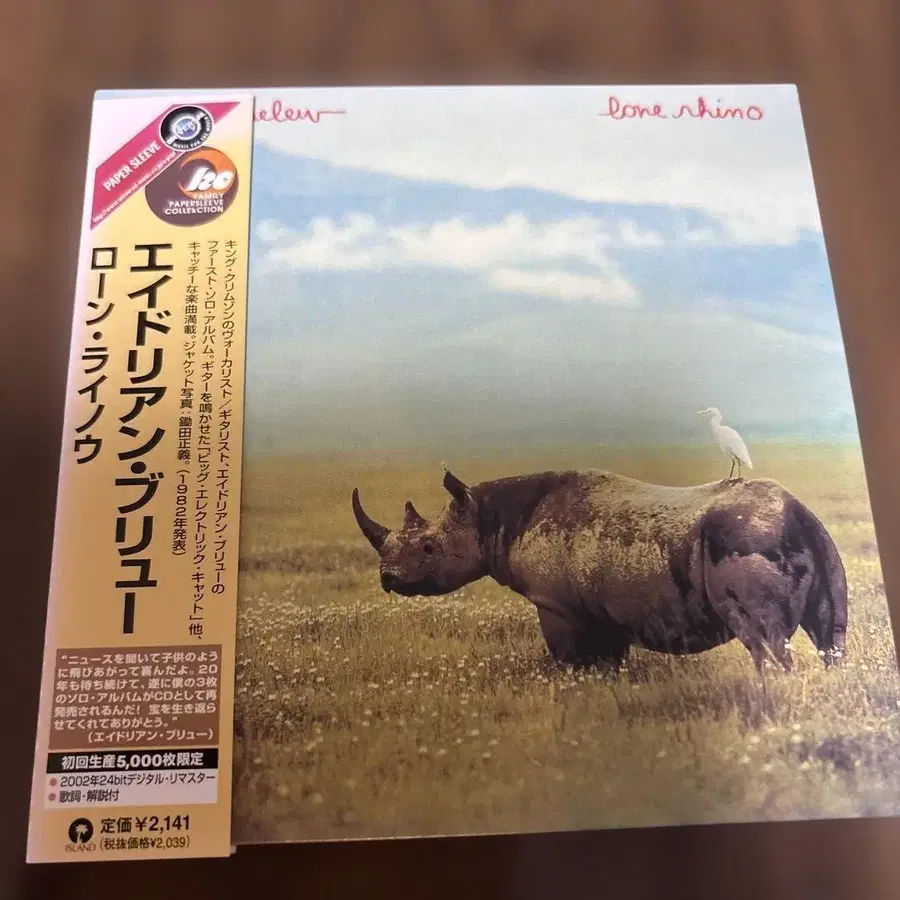 elew
lone rhino
PAPER SLEEVE
MUSIC FOR THE
kc
FAMILY
PAPERSLEEVE
COLLEKCTION
エイドリアン・ブリュー
ローン・ライノウ
キング・クリムゾンのヴォーカリスト/ギタリスト、エイドリアン・ブリューの
ファースト・ソロ・アルバム。ギターを鳴かせた「ビッグ・エレクトリック・キャット」他、
キャッチーな楽曲満載。ジャケット写真:鋤田正義。(1982年発表)
“ニュースを聞いて子供のよう
に飛びあがって喜んだよ。20
年も待ち続けて、遂に僕の3枚
のソロ・アルバムがCDとして再
発売されるんだ! 宝を生き返ら
せてくれてありがとう。”
(エイドリアン・ブリュー)
初回生産5,000枚限定
●2002年24bitデジタル・リマスター
●歌詞・解説付
ISLAND
定価¥2,141
(税抜価格¥2,039)